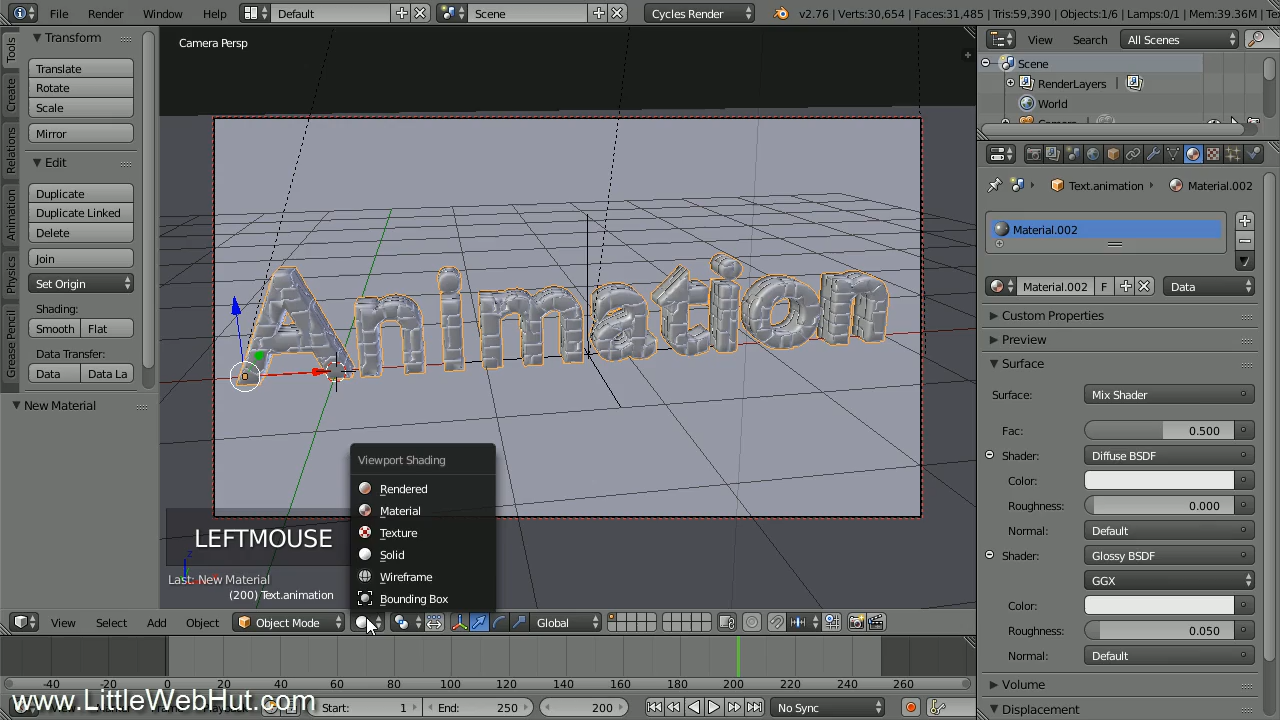 File Render Window Help Default Scene Cycles Render v2.76 | Verts:30,654 | Faces:31,485 | Tris:59,390 | Objects:1/6 | Lamps:0/1 | Mem:39.36M |
Tools
Create
Relations
Animation
Physics
Grease Pencil
Transform
Translate
Rotate
Scale
Mirror
Edit
Duplicate
Duplicate Linked
Delete
Join
Set Origin
Shading:
Smooth Flat
Data Transfer:
Data Data La
New Material
Camera Persp
Animation
Viewport Shading
Rendered
Material
Texture
Solid
Wireframe
Bounding Box
LEFTMOUSE
z
Last: New Material
(200) Text.animation
View Select Add Object Object Mode Global
-40 -20 0 20 40 60 80 100 120 140 160 180 200 220 240 260
www.LittleWebHut.com
Start: 1 End: 250 200 No Sync
View Search All Scenes
Scene
RenderLayers |
World
Text.animation Material.002
Material.002
Material.002 F Data
Custom Properties
Preview
Surface
Surface: Mix Shader
Fac: 0.500
Shader: Diffuse BSDF
Color:
Roughness: 0.000
Normal: Default
Shader: Glossy BSDF
GGX
Color:
Roughness: 0.050
Normal: Default
Volume
Displacement